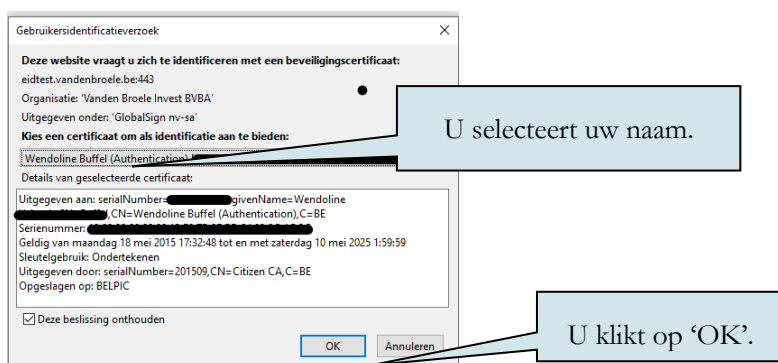 Gebruikersidentificatieverzoek
Deze website vraagt u zich te identificeren met een beveiligingscertificaat:
eidtest.vandenbroele.be:443
Organisatie: 'Vanden Broele Invest BVBA'
Uitgegeven onder: 'GlobalSign nv-sa'
Kies een certificaat om als identificatie aan te bieden:
U selecteert uw naam.
Wendoline Buffel (Authentication)
Details van geselecteerde certificaat:
Uitgegeven aan: serialNumber= givenName=Wendoline
,CN=Wendoline Buffel (Authentication),C=BE
Serienummer:
Geldig van maandag 18 mei 2015 17:32:48 tot en met zaterdag 10 mei 2025 1:59:59
Sleutelgebruik: Ondertekenen
Uitgegeven door: serialNumber=201509,CN=Citizen CA,C=BE
Opgeslagen op: BELPIC
Deze beslissing onthouden
OK Annuleren
U klikt op ‘OK’.